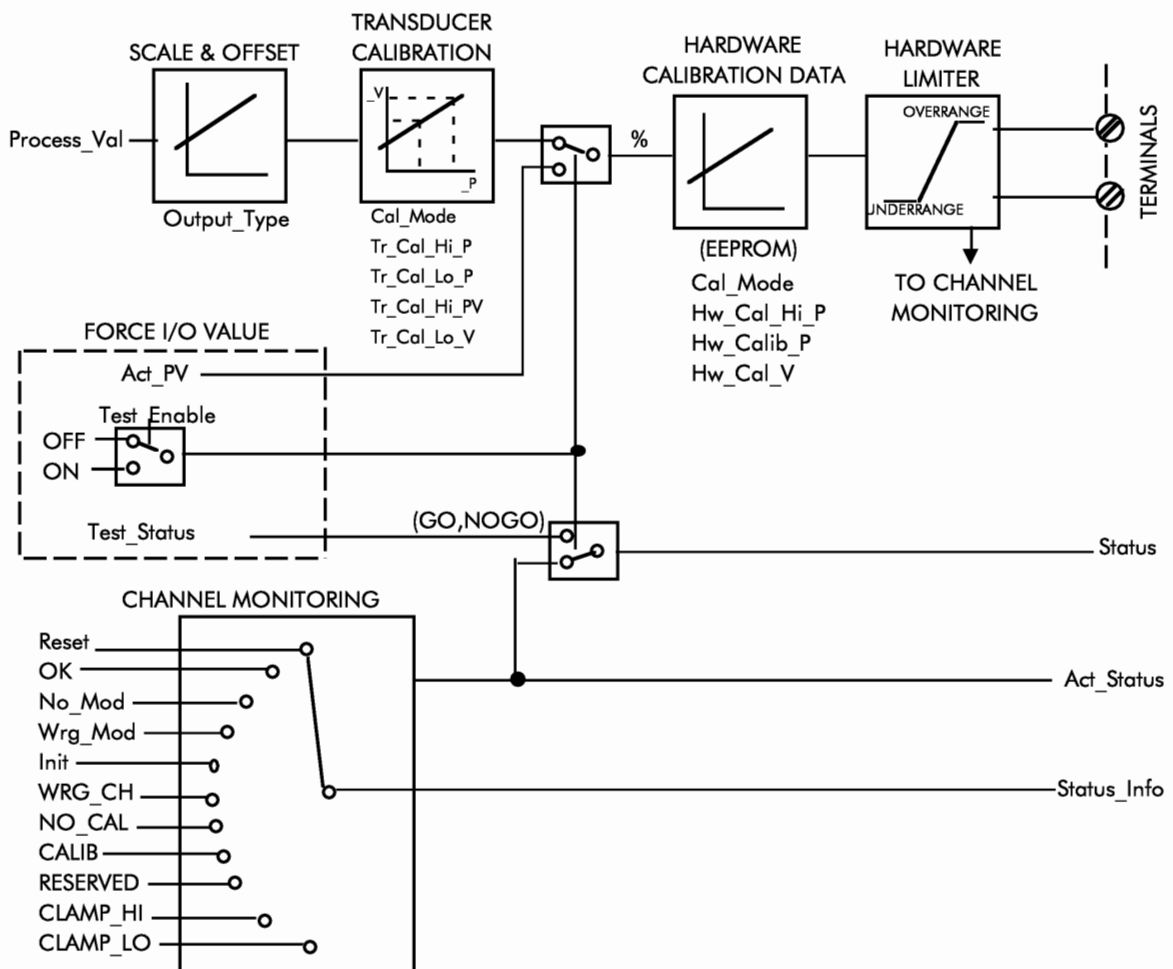 SCALE & OFFSET
Process_Val
Output_Type
TRANSDUCER
CALIBRATION
_V
_P
Cal_Mode
Tr_Cal_Hi_P
Tr_Cal_Lo_P
Tr_Cal_Hi_PV
Tr_Cal_Lo_V
%
HARDWARE
CALIBRATION DATA
(EEPROM)
Cal_Mode
Hw_Cal_Hi_P
Hw_Calib_P
Hw_Cal_V
HARDWARE
LIMITER
OVERRANGE
UNDERRANGE
TERMINALS
TO CHANNEL
MONITORING
FORCE I/O VALUE
Act_PV
Test_Enable
OFF
ON
Test_Status
(GO,NOGO)
Status
CHANNEL MONITORING
Reset
OK
No_Mod
Wrg_Mod
Init
WRG_CH
NO_CAL
CALIB
RESERVED
CLAMP_HI
CLAMP_LO
Act_Status
Status_Info